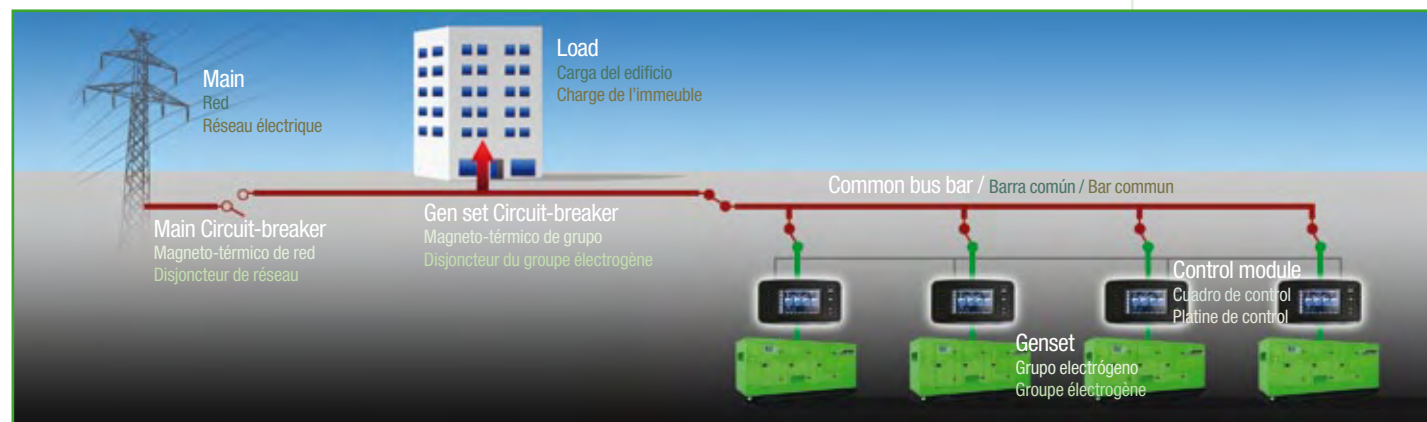 Main
Red
Réseau électrique
Load
Carga del edificio
Charge de l'immeuble
Main Circuit-breaker
Magneto-térmico de red
Disjoncteur de réseau
Gen set Circuit-breaker
Magneto-térmico de grupo
Disjoncteur du groupe électrogène
Common bus bar / Barra común / Bar commun
Control module
Cuadro de control
Platine de control
Genset
Grupo electrógeno
Groupe électrogène